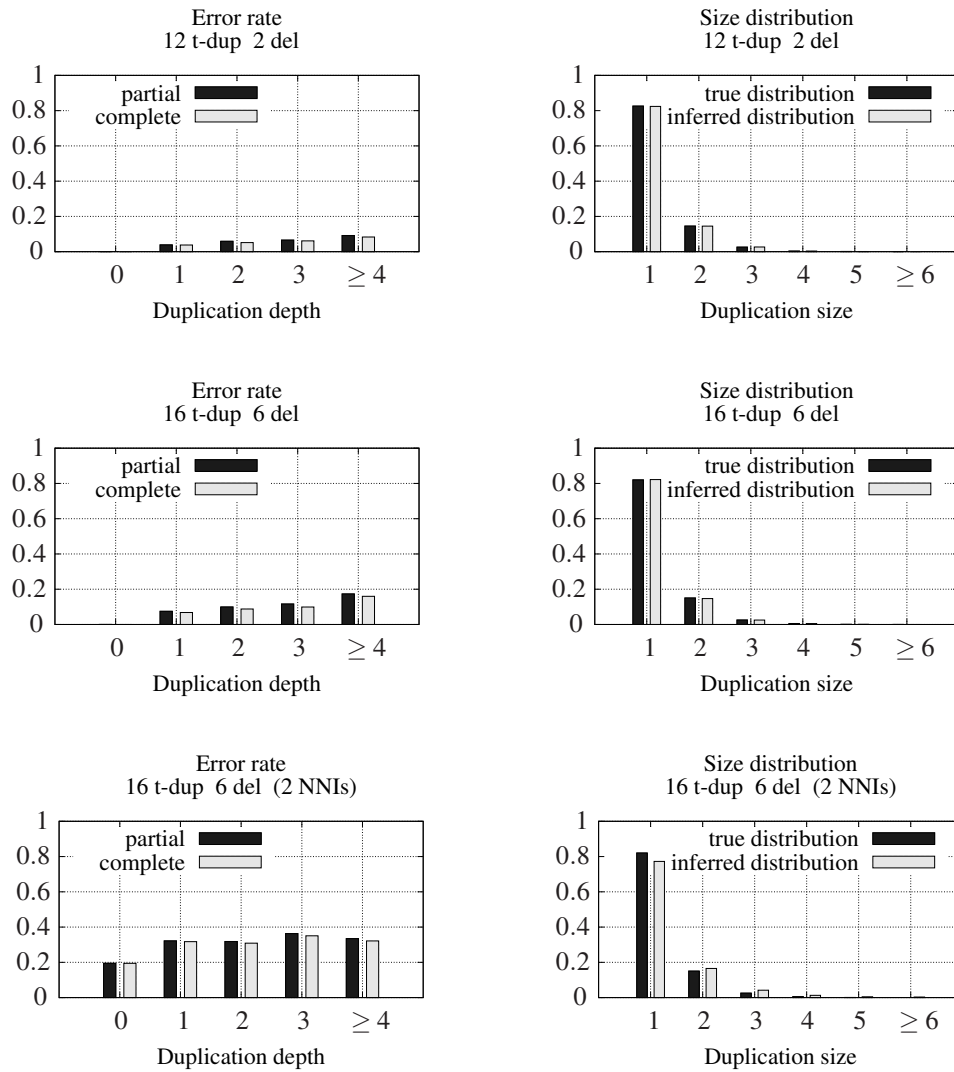 Error rate
12 t-dup 2 del
1
0.8
0.6
0.4
0.2
0
partial
complete
0 1 2 3 ≥ 4
Duplication depth
Size distribution
12 t-dup 2 del
1
0.8
0.6
0.4
0.2
0
true distribution
inferred distribution
1 2 3 4 5 ≥ 6
Duplication size
Error rate
16 t-dup 6 del
1
0.8
0.6
0.4
0.2
0
partial
complete
0 1 2 3 ≥ 4
Duplication depth
Size distribution
16 t-dup 6 del
1
0.8
0.6
0.4
0.2
0
true distribution
inferred distribution
1 2 3 4 5 ≥ 6
Duplication size
Error rate
16 t-dup 6 del (2 NNIs)
1
0.8
0.6
0.4
0.2
0
partial
complete
0 1 2 3 ≥ 4
Duplication depth
Size distribution
16 t-dup 6 del (2 NNIs)
1
0.8
0.6
0.4
0.2
0
true distribution
inferred distribution
1 2 3 4 5 ≥ 6
Duplication size